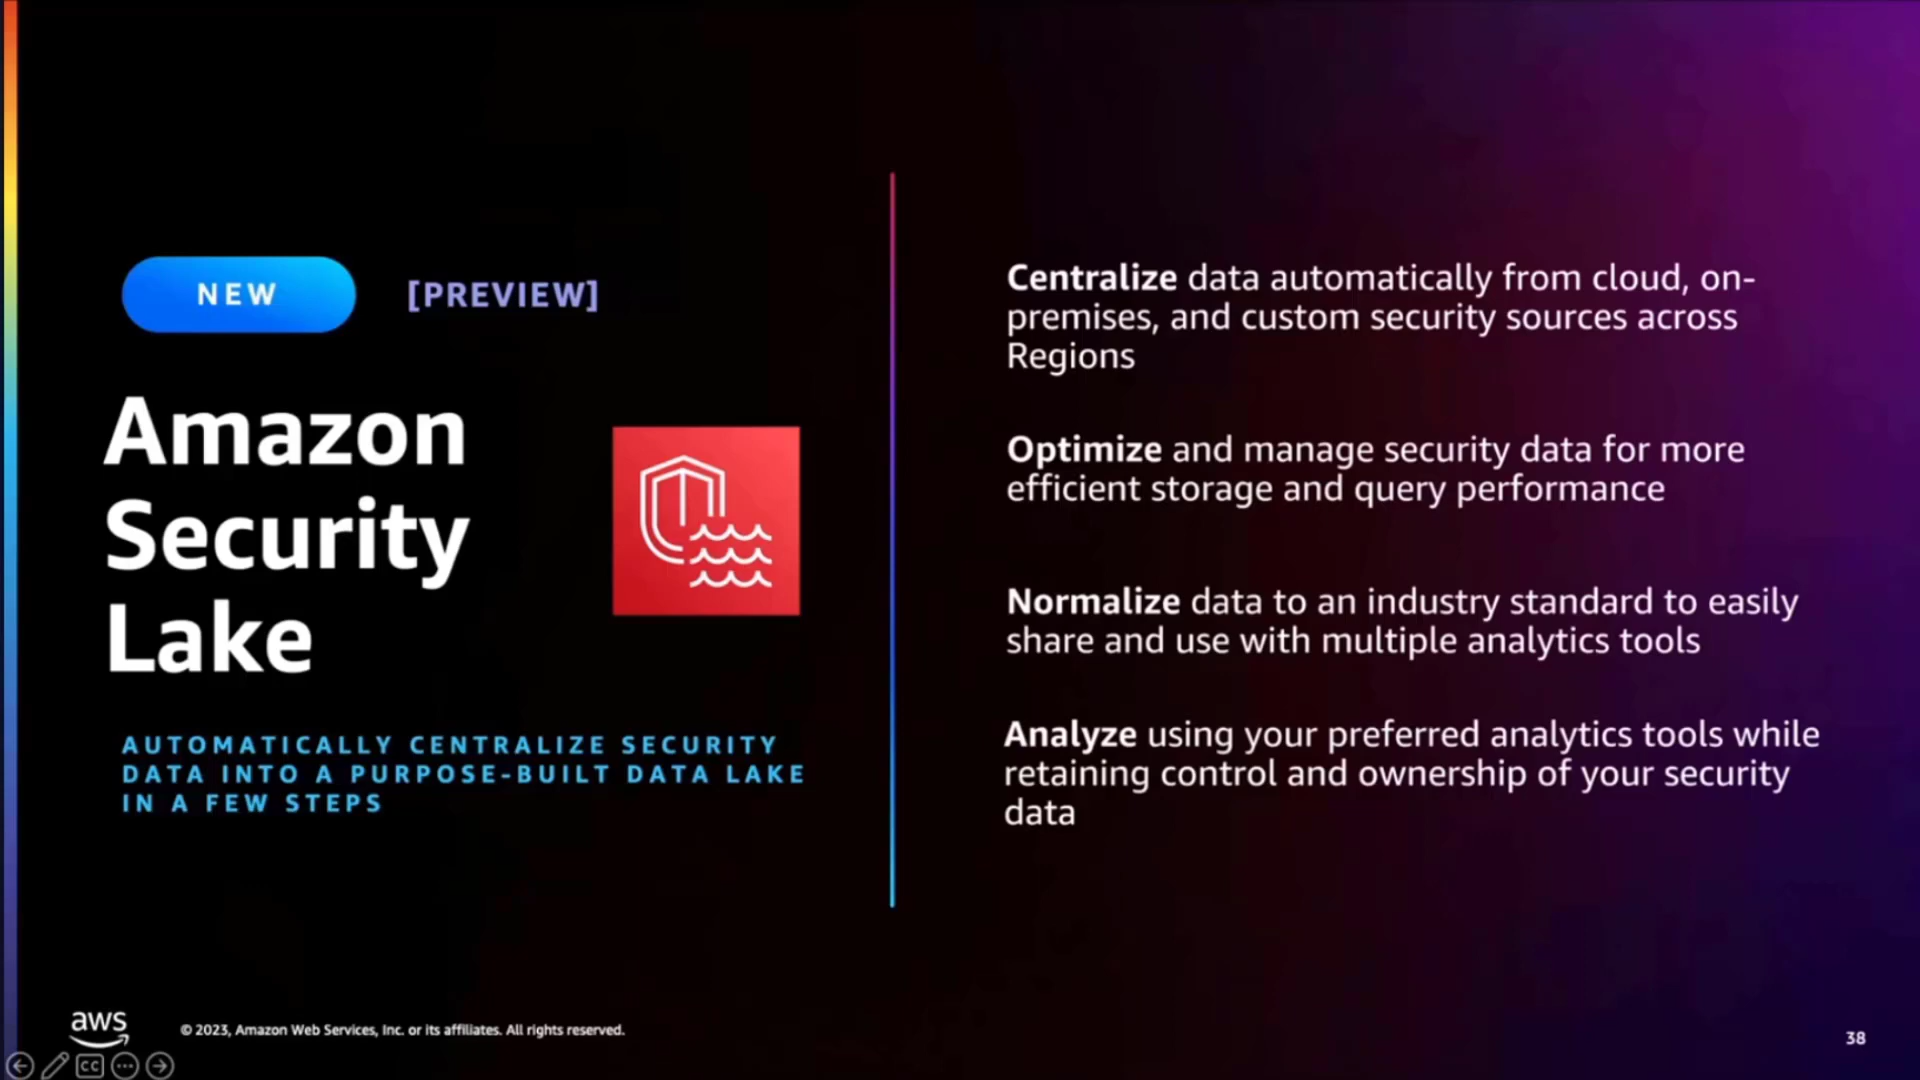 NEW [PREVIEW]
Amazon
Security
Lake
AUTOMATICALLY CENTRALIZE SECURITY
DATA INTO A PURPOSE-BUILT DATA LAKE
IN A FEW STEPS
Centralize data automatically from cloud, on-
premises, and custom security sources across
Regions
Optimize and manage security data for more
efficient storage and query performance
Normalize data to an industry standard to easily
share and use with multiple analytics tools
Analyze using your preferred analytics tools while
retaining control and ownership of your security
data
aws
© 2023, Amazon Web Services, Inc. or its affiliates. All rights reserved.
38
CC